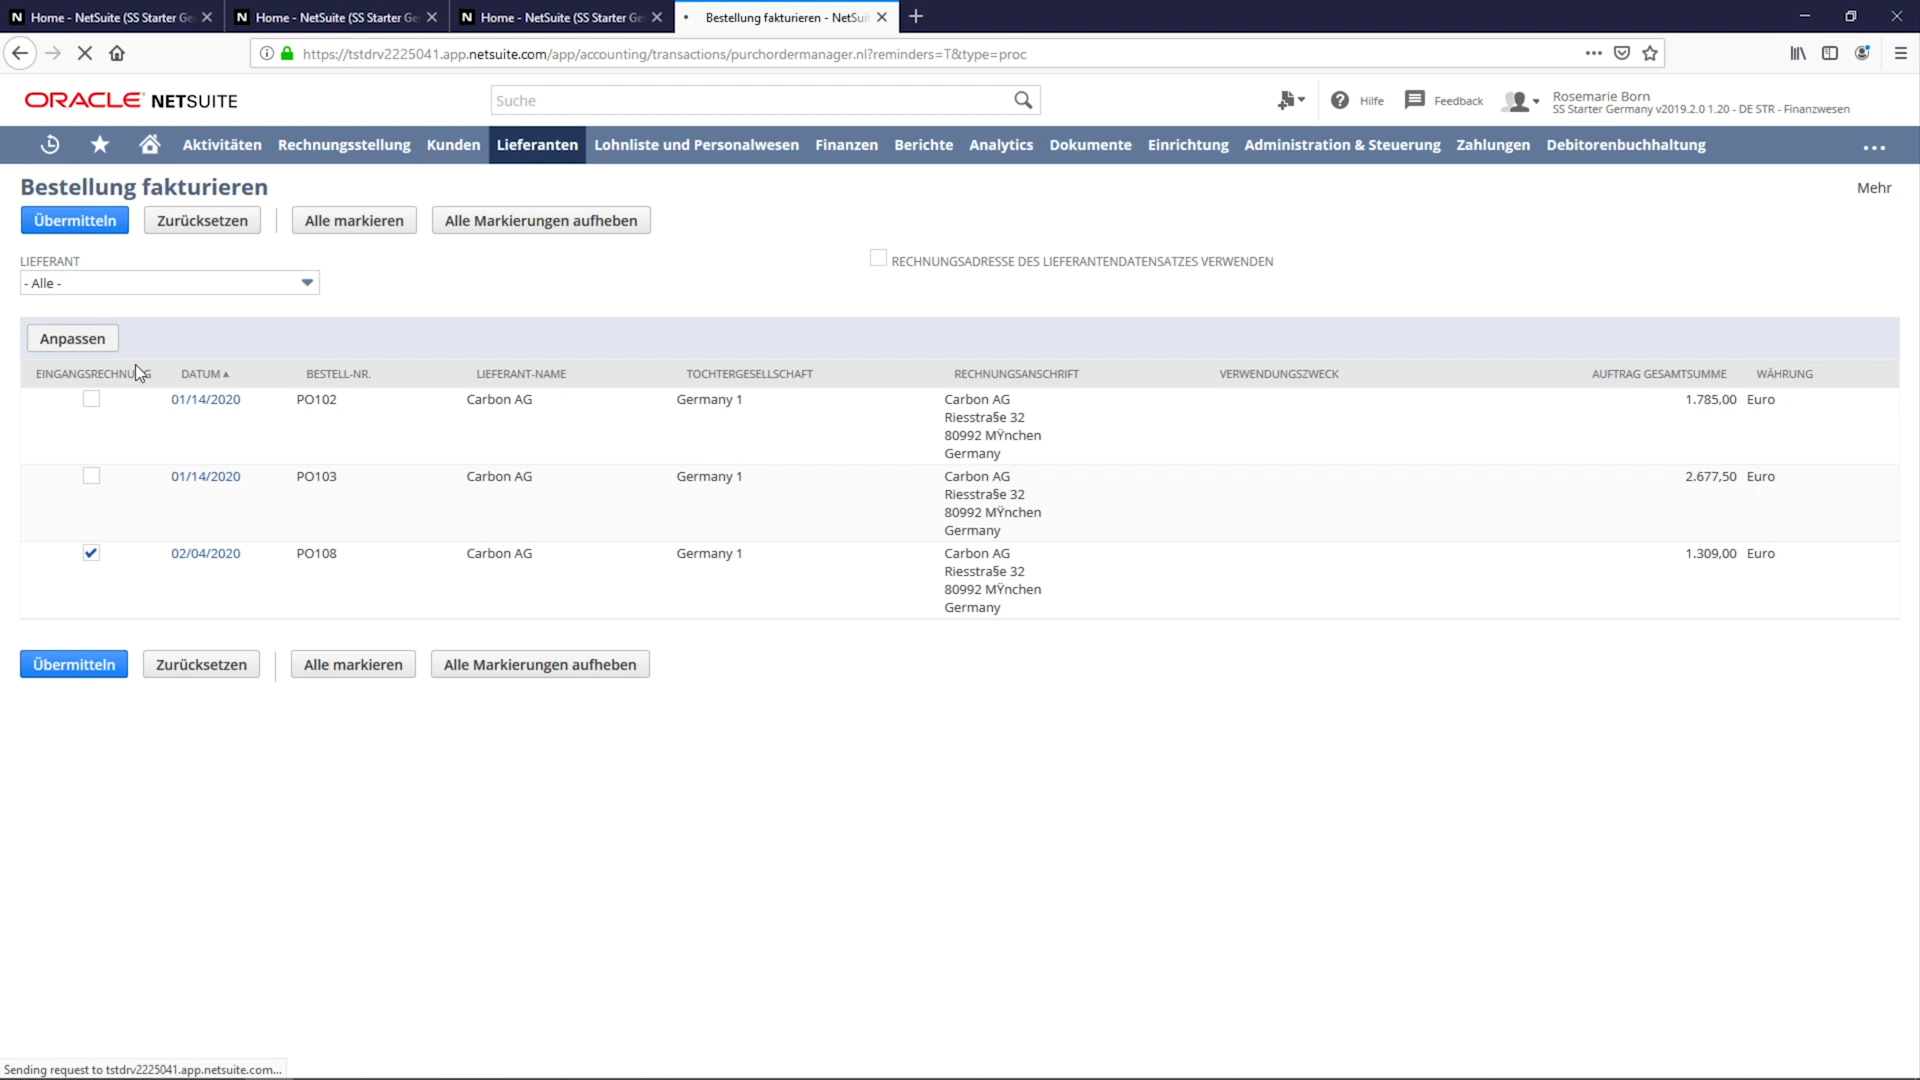 Home - NetSuite (SS Starter Ge
Home - NetSuite (SS Starter Ge
Home - NetSuite (SS Starter Ge
Bestellung fakturieren - NetSuit
https://tstdrv2225041.app.netsuite.com/app/accounting/transactions/purchordermanager.nl?reminders=T&type=proc
ORACLE NETSUITE
Suche
Hilfe
Feedback
Rosemarie Born
SS Starter Germany v2019.2.0 1.20 - DE STR - Finanzwesen
Aktivitäten Rechnungsstellung Kunden Lieferanten Lohnliste und Personalwesen Finanzen Berichte Analytics Dokumente Einrichtung Administration & Steuerung Zahlungen Debitorenbuchhaltung
Bestellung fakturieren
Mehr
Übermitteln Zurücksetzen Alle markieren Alle Markierungen aufheben
LIEFERANT
- Alle -
RECHNUNGSADRESSE DES LIEFERANTENDATENSATZES VERWENDEN
Anpassen
EINGANGSRECHNUNG DATUM BESTELL-NR. LIEFERANT-NAME TOCHTERGESELLSCHAFT RECHNUNGSANSCHRIFT VERWENDUNGSZWECK AUFTRAG GESAMTSUMME WÄHRUNG
01/14/2020 PO102 Carbon AG Germany 1 Carbon AG 1.785,00 Euro
Riesstra§e 32
80992 MŸnchen
Germany
01/14/2020 PO103 Carbon AG Germany 1 Carbon AG 2.677,50 Euro
Riesstra§e 32
80992 MŸnchen
Germany
02/04/2020 PO108 Carbon AG Germany 1 Carbon AG 1.309,00 Euro
Riesstra§e 32
80992 MŸnchen
Germany
Übermitteln Zurücksetzen Alle markieren Alle Markierungen aufheben
Sending request to tstdrv2225041.app.netsuite.com...